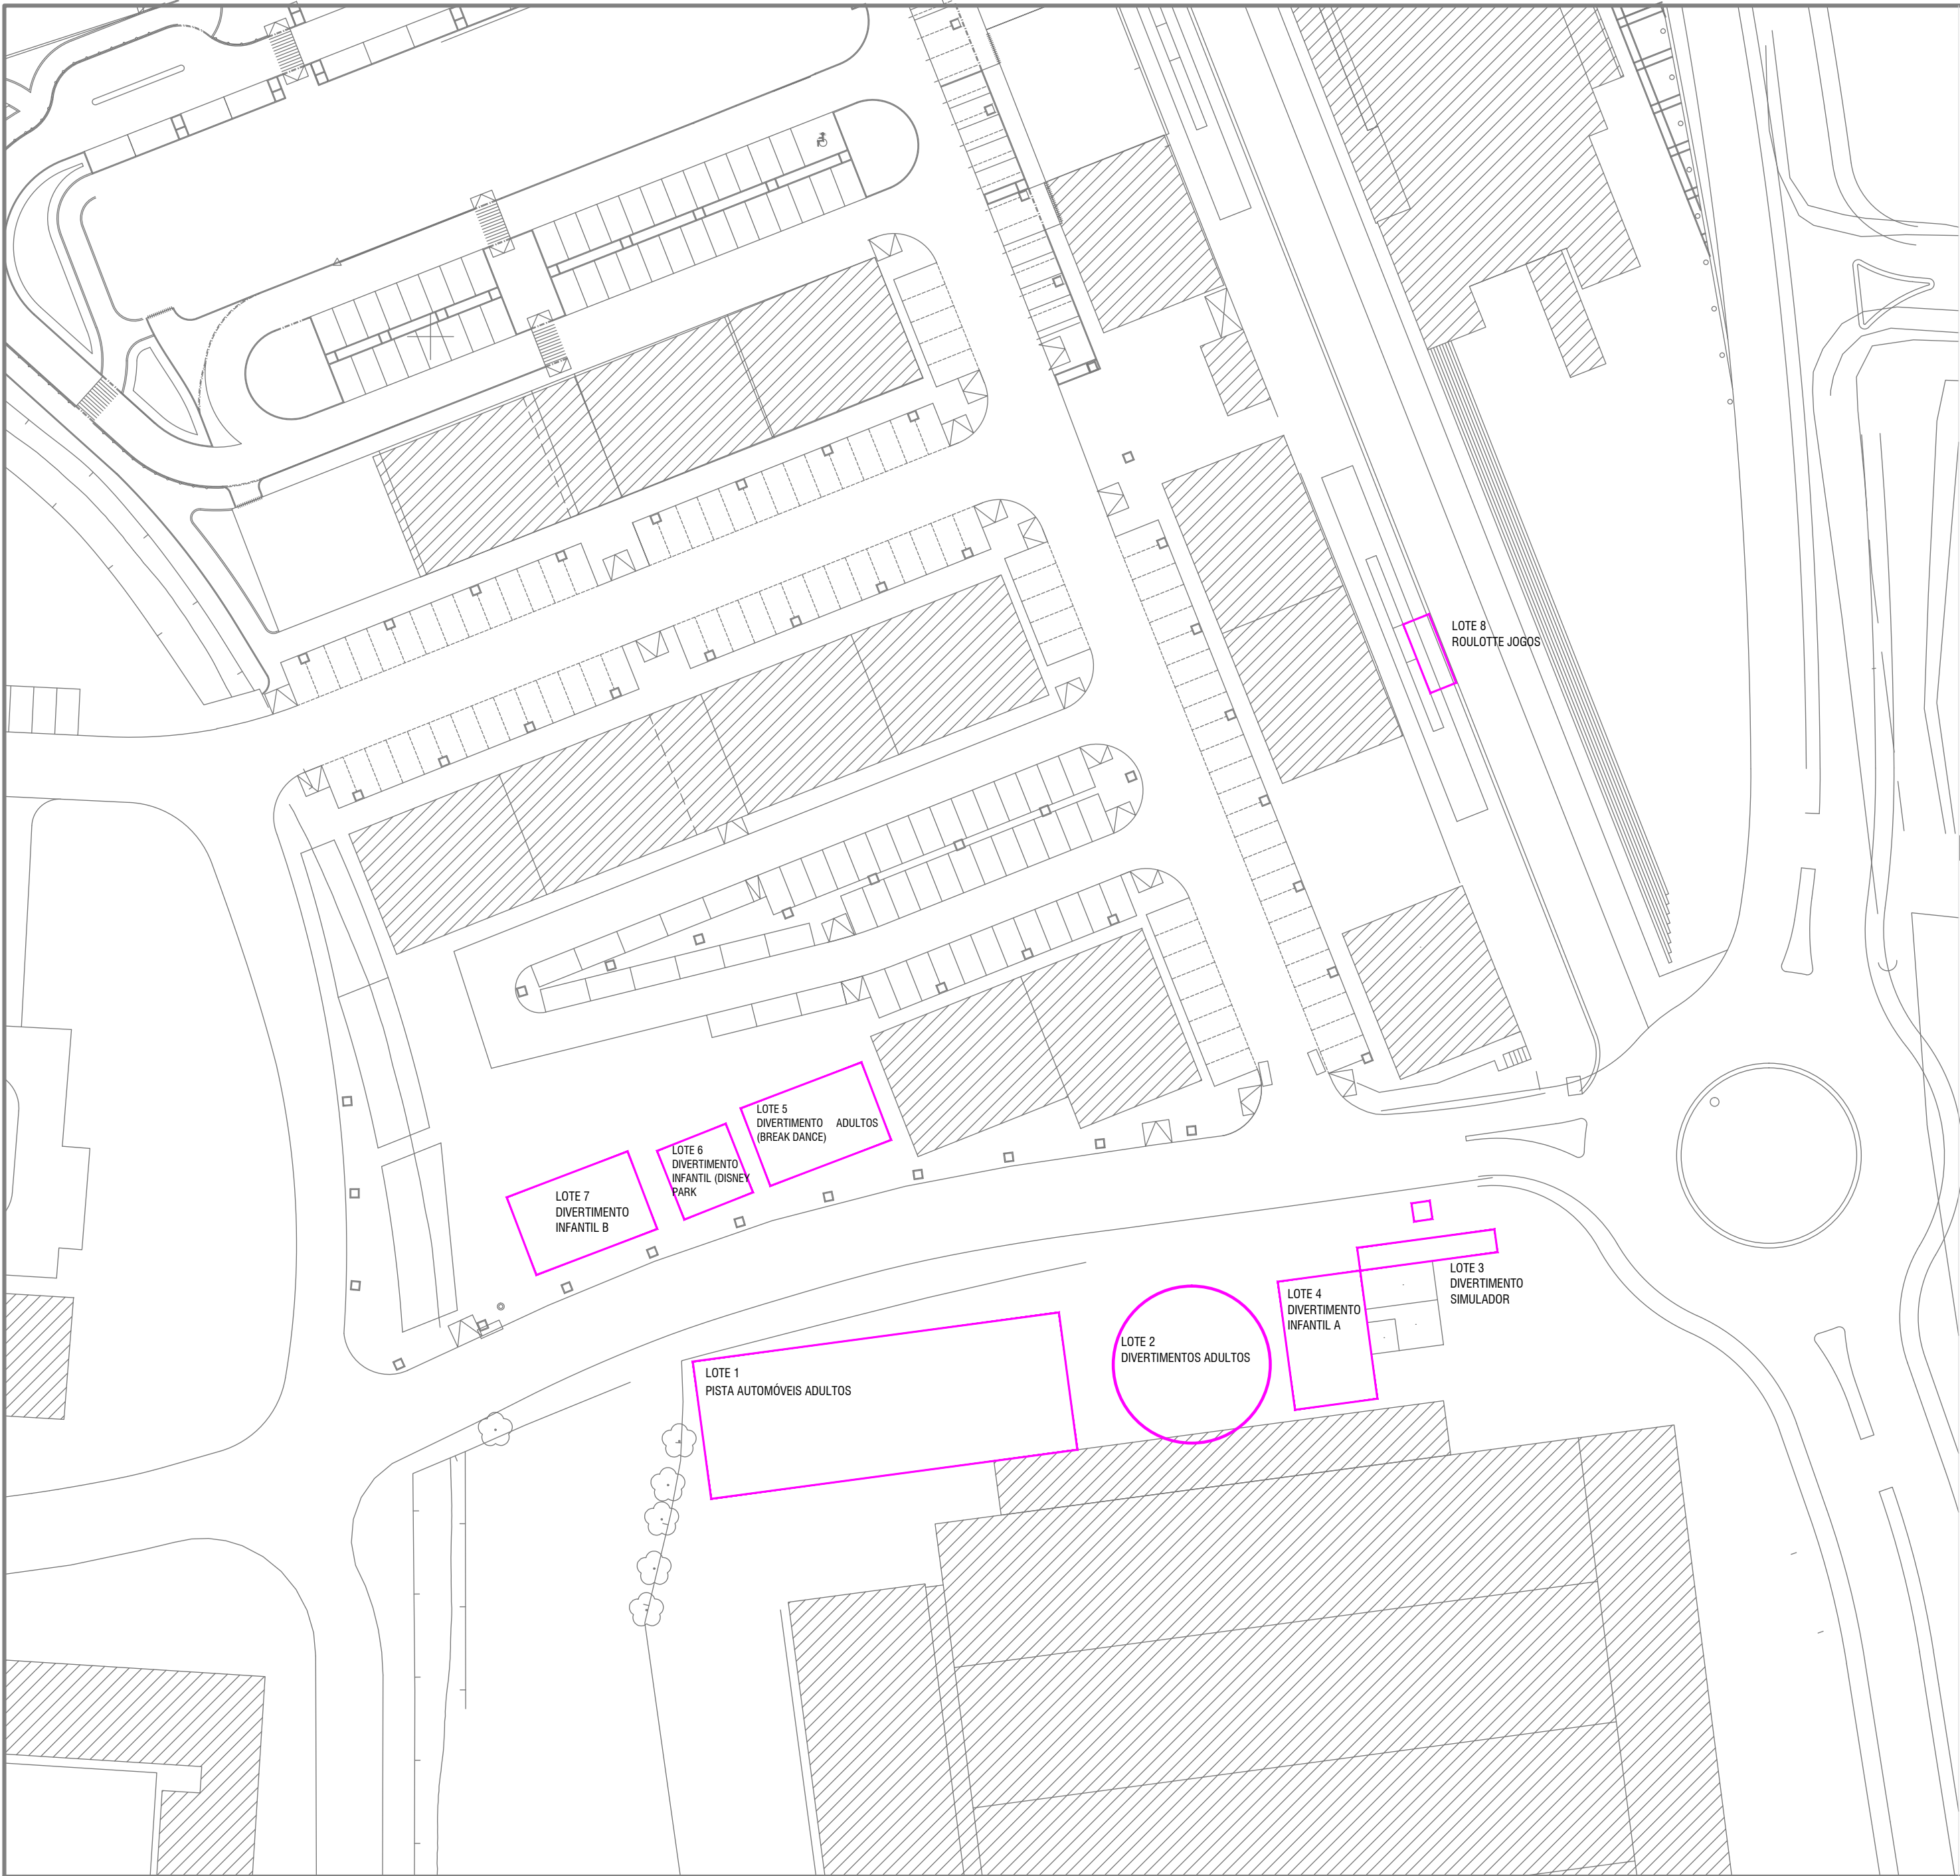 LOTE 8
ROULOTTE JOGOS
LOTE 5
DIVERTIMENTO ADULTOS
(BREAK DANCE)
LOTE 6
DIVERTIMENTO
INFANTIL (DISNEY
PARK
LOTE 7
DIVERTIMENTO
INFANTIL B
LOTE 3
DIVERTIMENTO
SIMULADOR
LOTE 4
DIVERTIMENTO
INFANTIL A
LOTE 2
DIVERTIMENTOS ADULTOS
LOTE 1
PISTA AUTOMÓVEIS ADULTOS